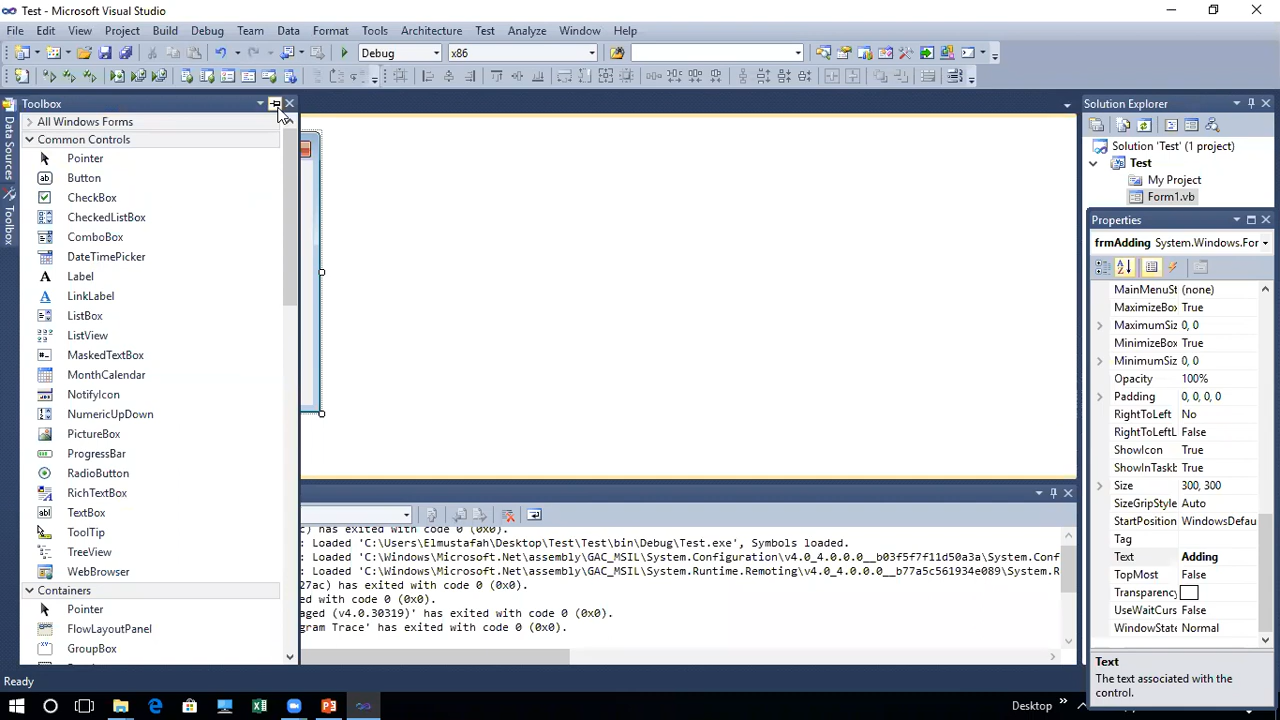 Test - Microsoft Visual Studio
File Edit View Project Build Debug Team Data Format Tools Architecture Test Analyze Window Help
Debug x86
Toolbox
Data Sources
Toolbox
All Windows Forms
Common Controls
Pointer
Button
CheckBox
CheckedListBox
ComboBox
DateTimePicker
Label
LinkLabel
ListBox
ListView
MaskedTextBox
MonthCalendar
NotifyIcon
NumericUpDown
PictureBox
ProgressBar
RadioButton
RichTextBox
TextBox
ToolTip
TreeView
WebBrowser
Containers
Pointer
FlowLayoutPanel
GroupBox
c) has exited with code 0 (0x0).
: Loaded 'C:\Users\Elmustafah\Desktop\Test\Test\bin\Debug\Test.exe', Symbols loaded.
: Loaded 'C:\Windows\Microsoft.Net\assembly\GAC_MSIL\System.Configuration\v4.0_4.0.0.0__b03f5f7f11d50a3a\System.Conf
: Loaded 'C:\Windows\Microsoft.Net\assembly\GAC_MSIL\System.Runtime.Remoting\v4.0_4.0.0.0__b77a5c561934e089\System.R
27ac) has exited with code 0 (0x0).
ed with code 0 (0x0).
aged (v4.0.30319)' has exited with code 0 (0x0).
gram Trace' has exited with code 0 (0x0).
Solution Explorer
Solution 'Test' (1 project)
Test
My Project
Form1.vb
Properties
frmAdding System.Windows.For
MainMenuSt (none)
MaximizeBo True
MaximumSiz 0, 0
MinimizeBo True
MinimumSiz 0, 0
Opacity 100%
Padding 0, 0, 0, 0
RightToLeft No
RightToLeftL False
ShowIcon True
ShowInTaskb True
Size 300, 300
SizeGripStyle Auto
StartPosition WindowsDefau
Tag
Text Adding
TopMost False
Transparency
UseWaitCurs False
WindowState Normal
Text
The text associated with the
control.
Ready
Desktop